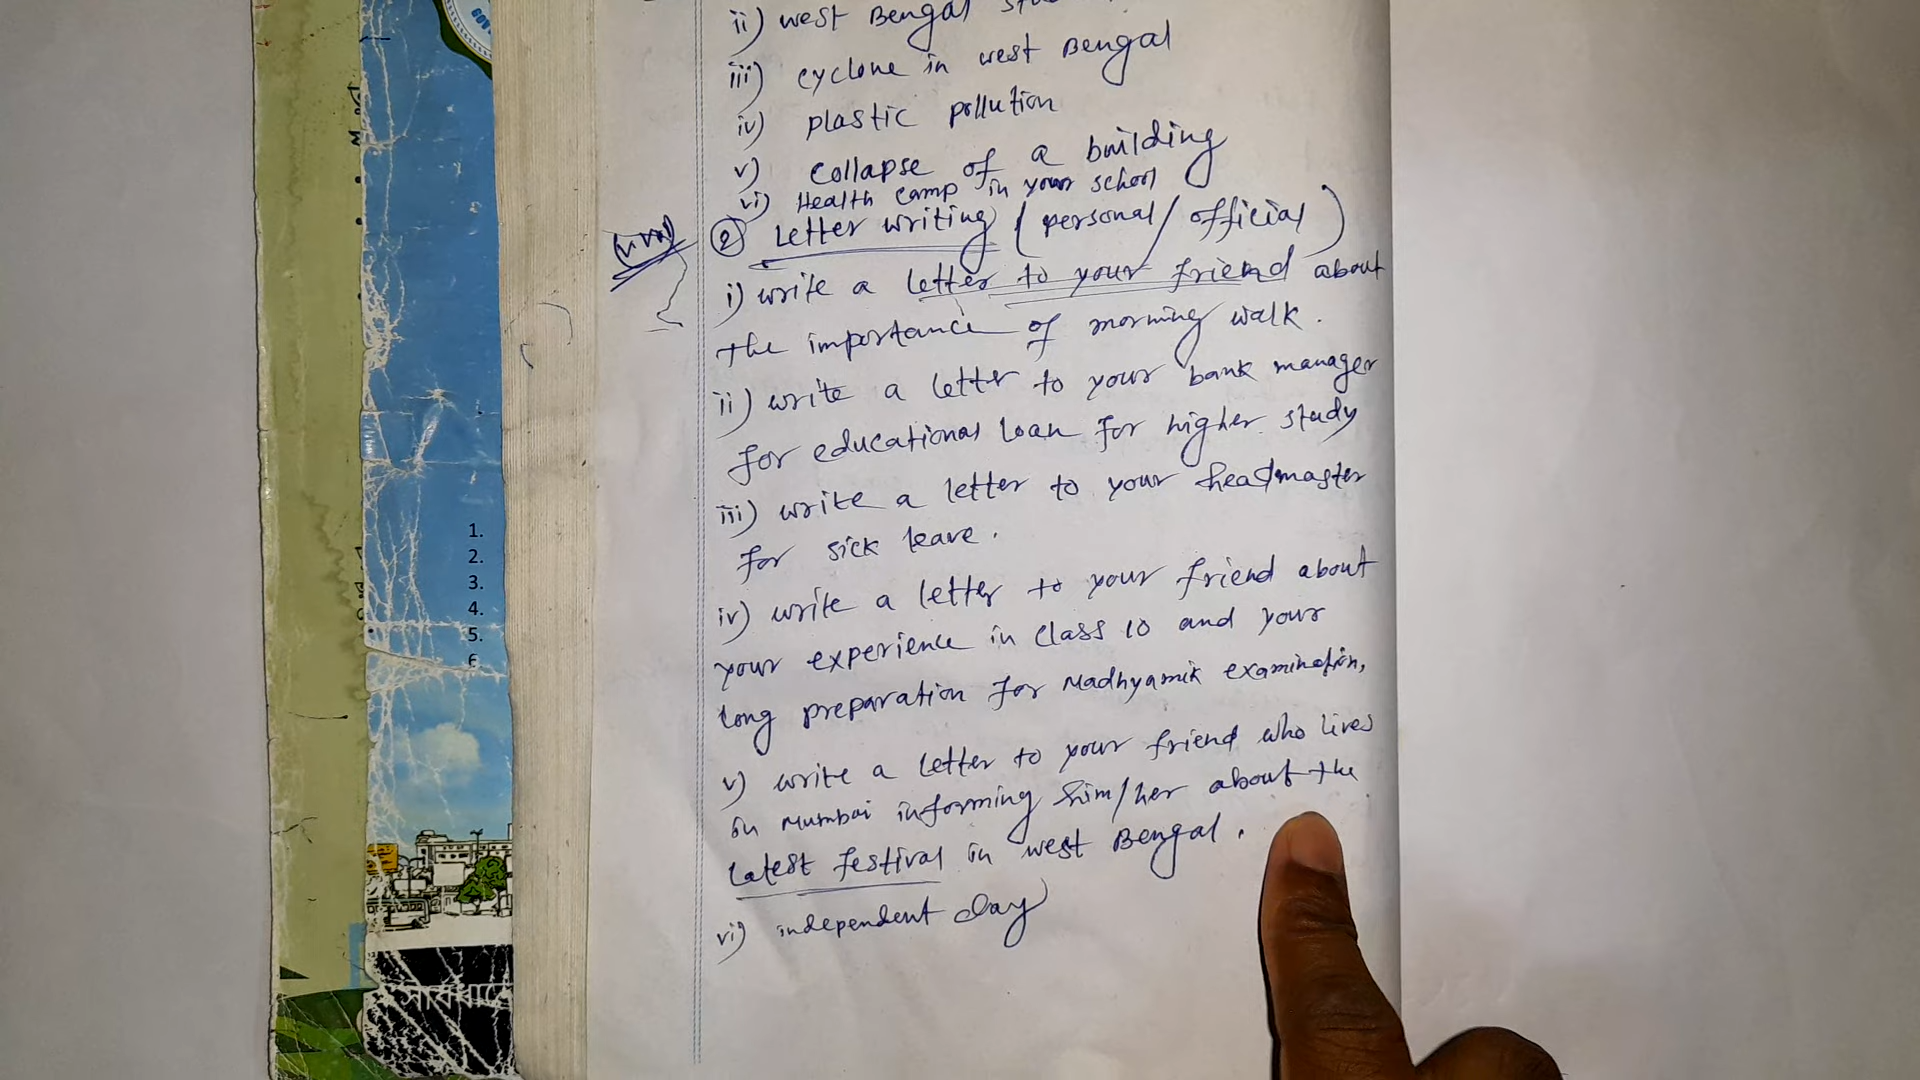 ii) west Bengal
iii) cyclone in west Bengal
iv) plastic pollution
v) collapse of a building
vi) Health camp in your school
② Letter writing (personal/official)
i) write a letter to your friend about
the importance of morning walk.
ii) write a letter to your bank manager
for educational loan for higher study
iii) write a letter to your headmaster
for sick leave.
iv) write a letter to your friend about
your experience in class 10 and your
long preparation for Madhyamik examination,
v) write a letter to your friend who lives
in Mumbai informing him/her about the
latest festival in west Bengal.
vi) independent day
1.
2.
3.
4.
5.
6